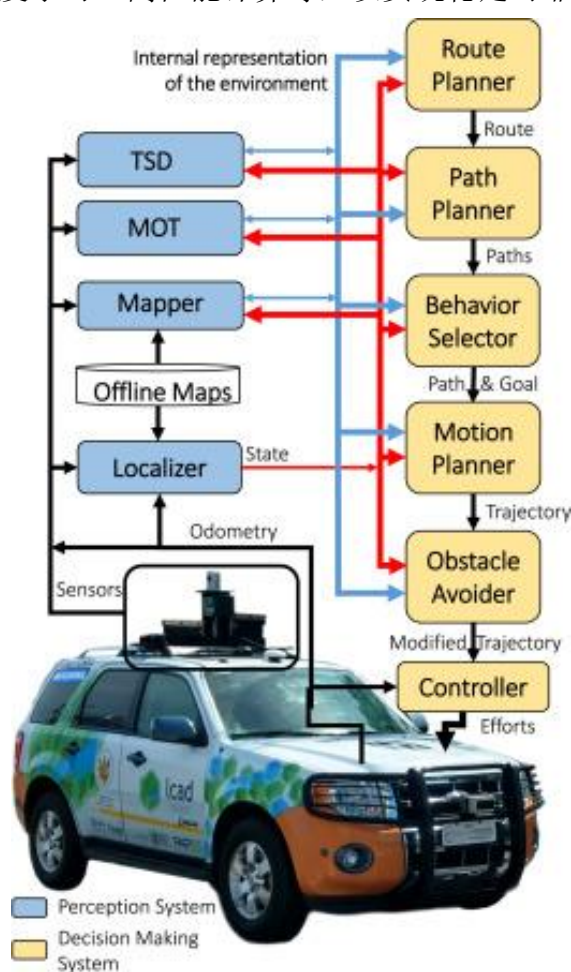 Internal representation
of the environment
Route
Planner
Route
TSD
Path
Planner
MOT
Paths
Mapper
Behavior
Selector
Offline Maps
Path & Goal
Localizer
State
Motion
Planner
Odometry
Trajectory
Sensors
Obstacle
Avoider
Modified Trajectory
Controller
Efforts
lcad
Perception System
Decision Making
System